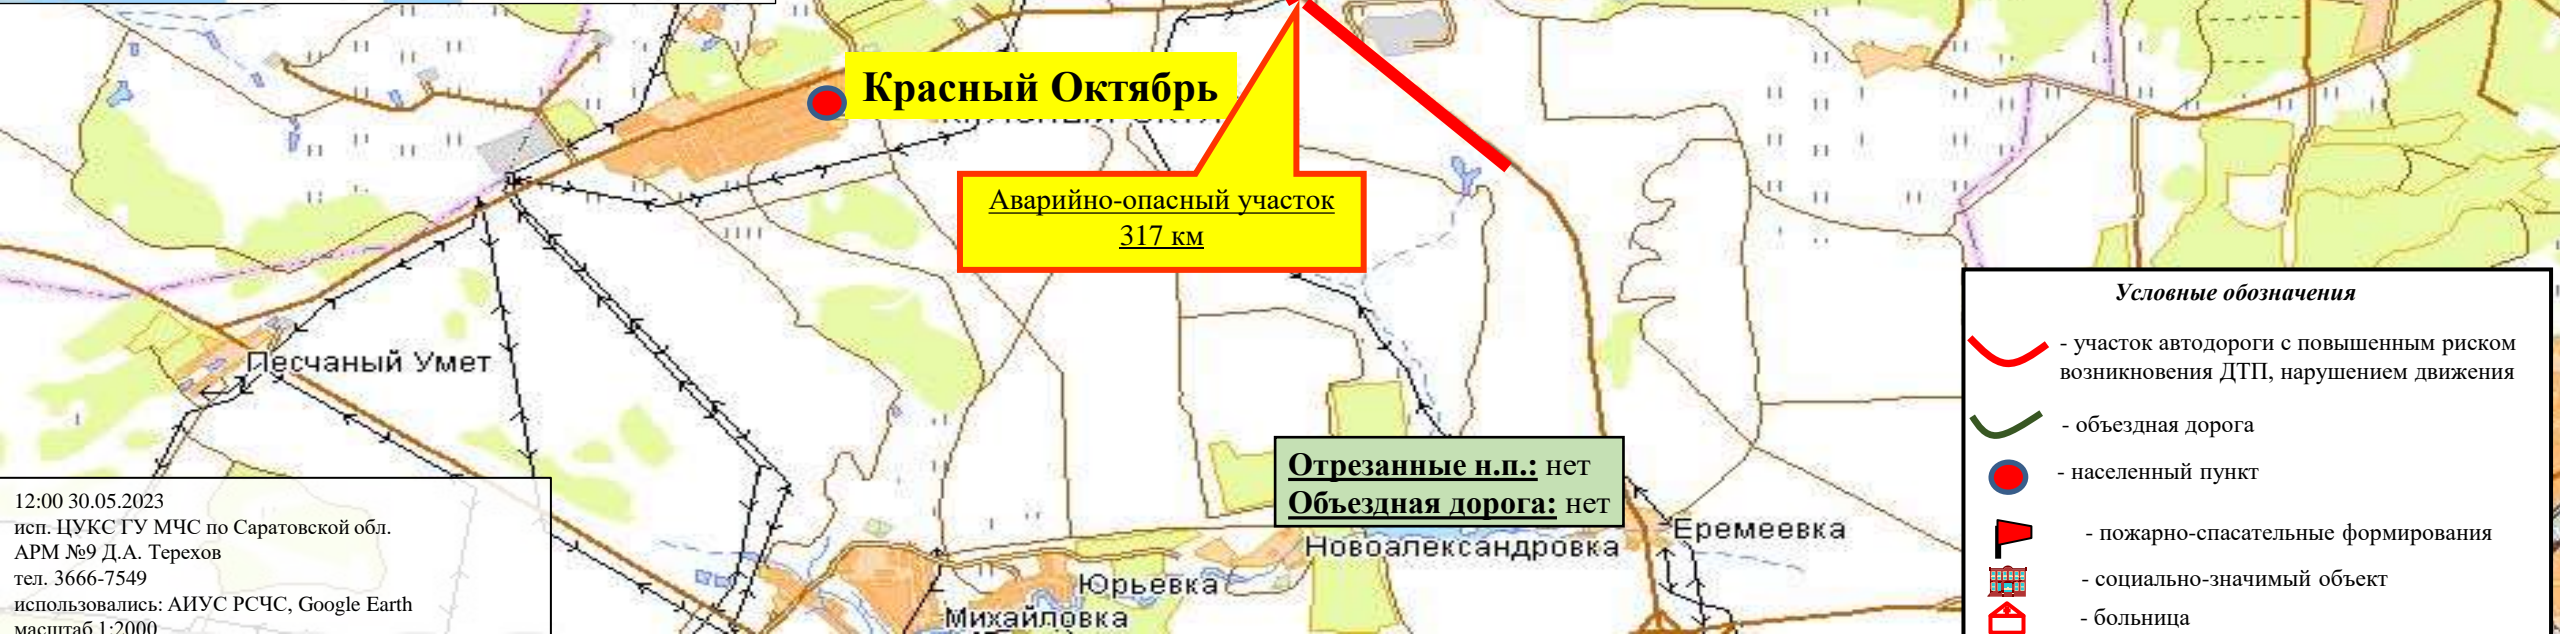 Красный Октябрь
Аварийно-опасный участок
317 км
Песчаный Умет
Отрезанные н.п.: нет
Объездная дорога: нет
Еремеевка
Новоалександровка
Юрьевка
Михайловка
12:00 30.05.2023
исп. ЦУКС ГУ МЧС по Саратовской обл.
АРМ №9 Д.А. Терехов
тел. 3666-7549
использовались: АИУС РСЧС, Google Earth
масштаб 1:2000
Условные обозначения
- участок автодороги с повышенным риском
возникновения ДТП, нарушением движения
- объездная дорога
- населенный пункт
- пожарно-спасательные формирования
- социально-значимый объект
- больница